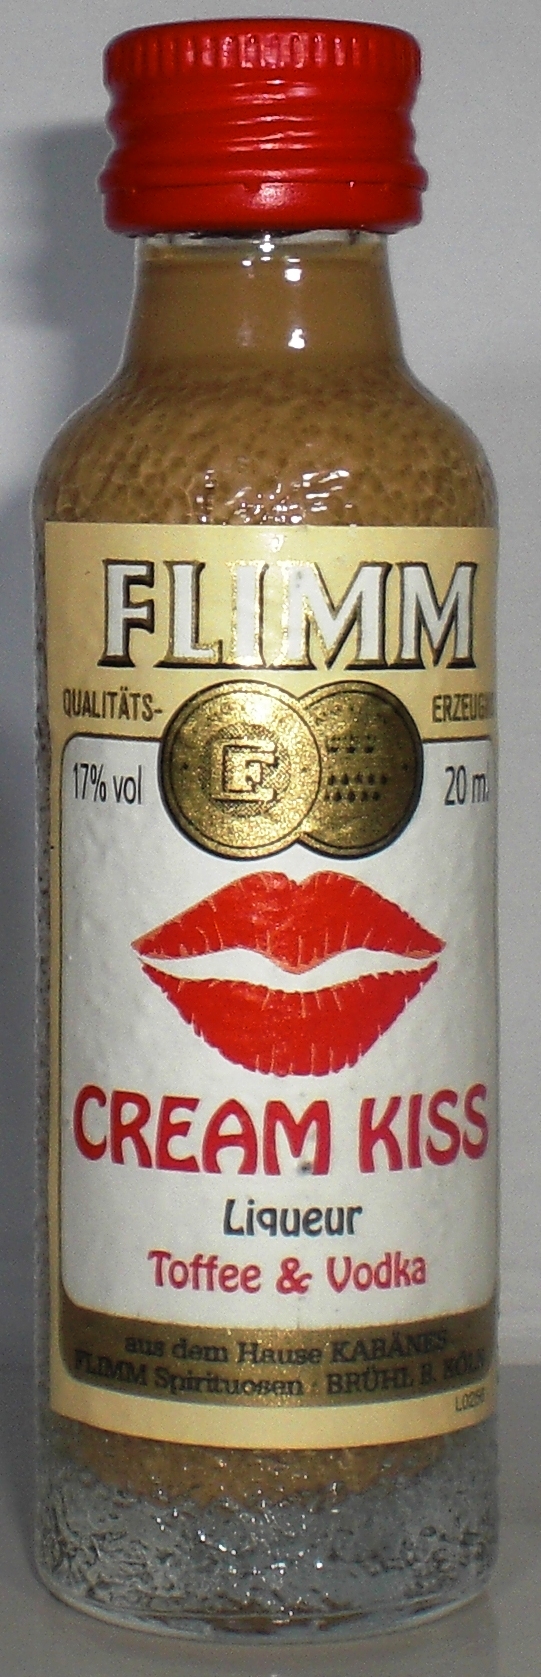 FLIMM
QUALITÄTS-
17% vol
20 ml
CREAM KISS
Liqueur
Toffee & Vodka
aus dem Hause KABÄNES
FLIMM Spirituosen · BRÜHL B. KÖLN